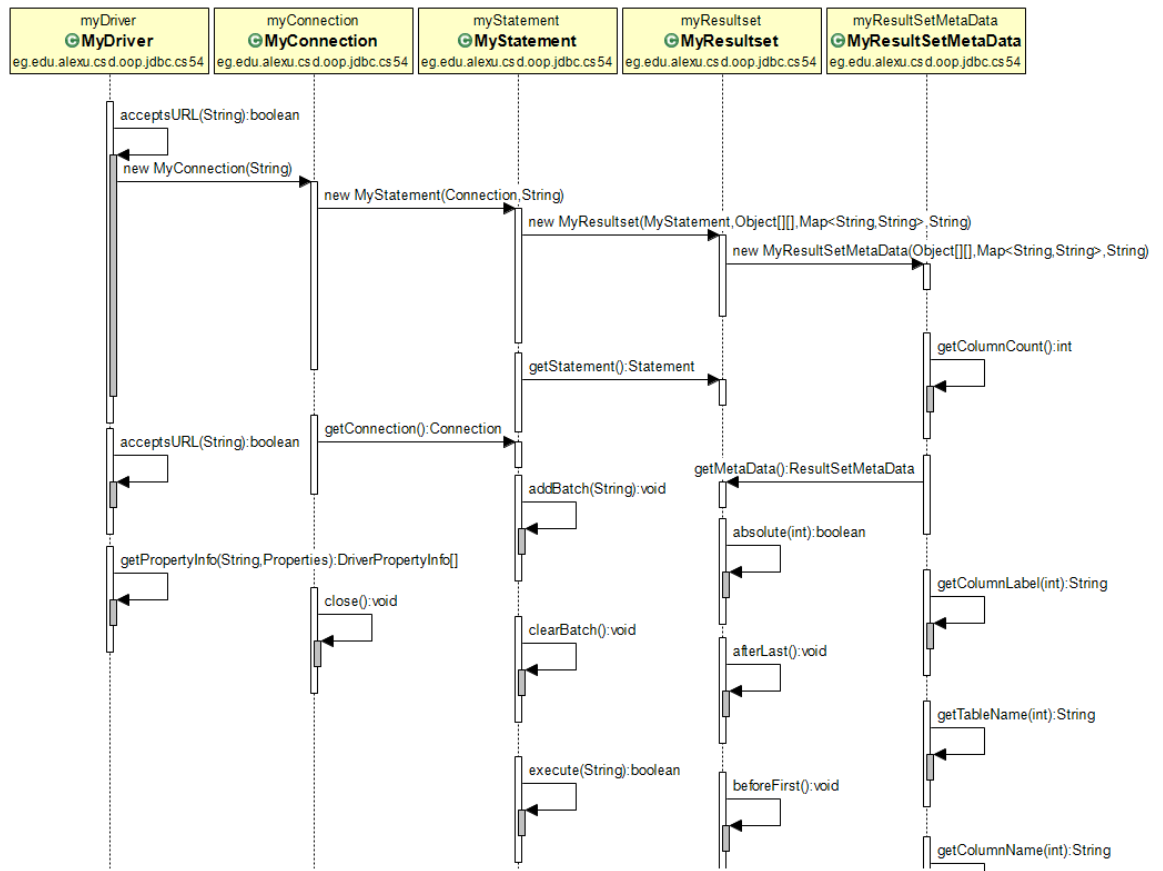 myDriver
MyDriver
eg.edu.alexu.csd.oop.jdbc.cs54
myConnection
MyConnection
eg.edu.alexu.csd.oop.jdbc.cs54
myStatement
MyStatement
eg.edu.alexu.csd.oop.jdbc.cs54
myResultset
MyResultset
eg.edu.alexu.csd.oop.jdbc.cs54
myResultSetMetaData
MyResultSetMetaData
eg.edu.alexu.csd.oop.jdbc.cs54
acceptsURL(String):boolean
new MyConnection(String)
new MyStatement(Connection,String)
new MyResultset(MyStatement,Object[][],Map<String,String>,String)
new MyResultSetMetaData(Object[][],Map<String,String>,String)
getColumnCount():int
getStatement():Statement
getConnection():Connection
acceptsURL(String):boolean
getMetaData():ResultSetMetaData
addBatch(String):void
absolute(int):boolean
getPropertyInfo(String,Properties):DriverPropertyInfo[]
getColumnLabel(int):String
close():void
clearBatch():void
afterLast():void
getTableName(int):String
execute(String):boolean
beforeFirst():void
getColumnName(int):String